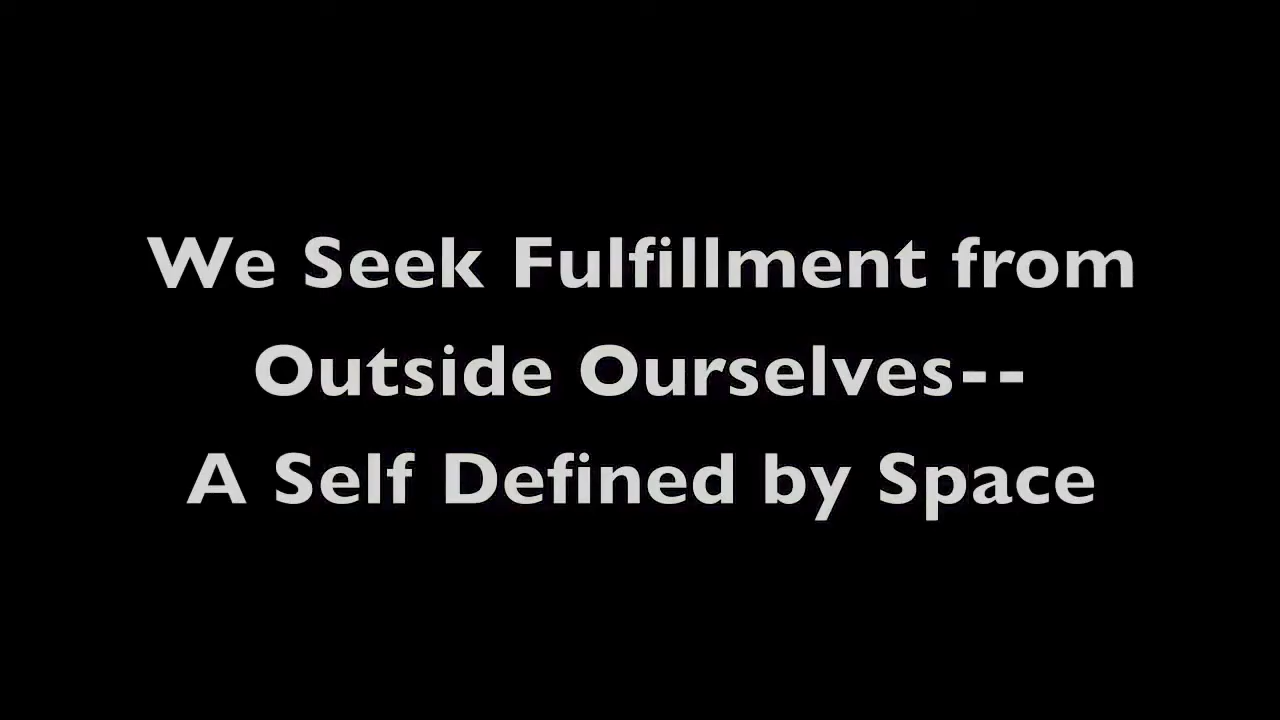 We Seek Fulfillment from
Outside Ourselves--
A Self Defined by Space